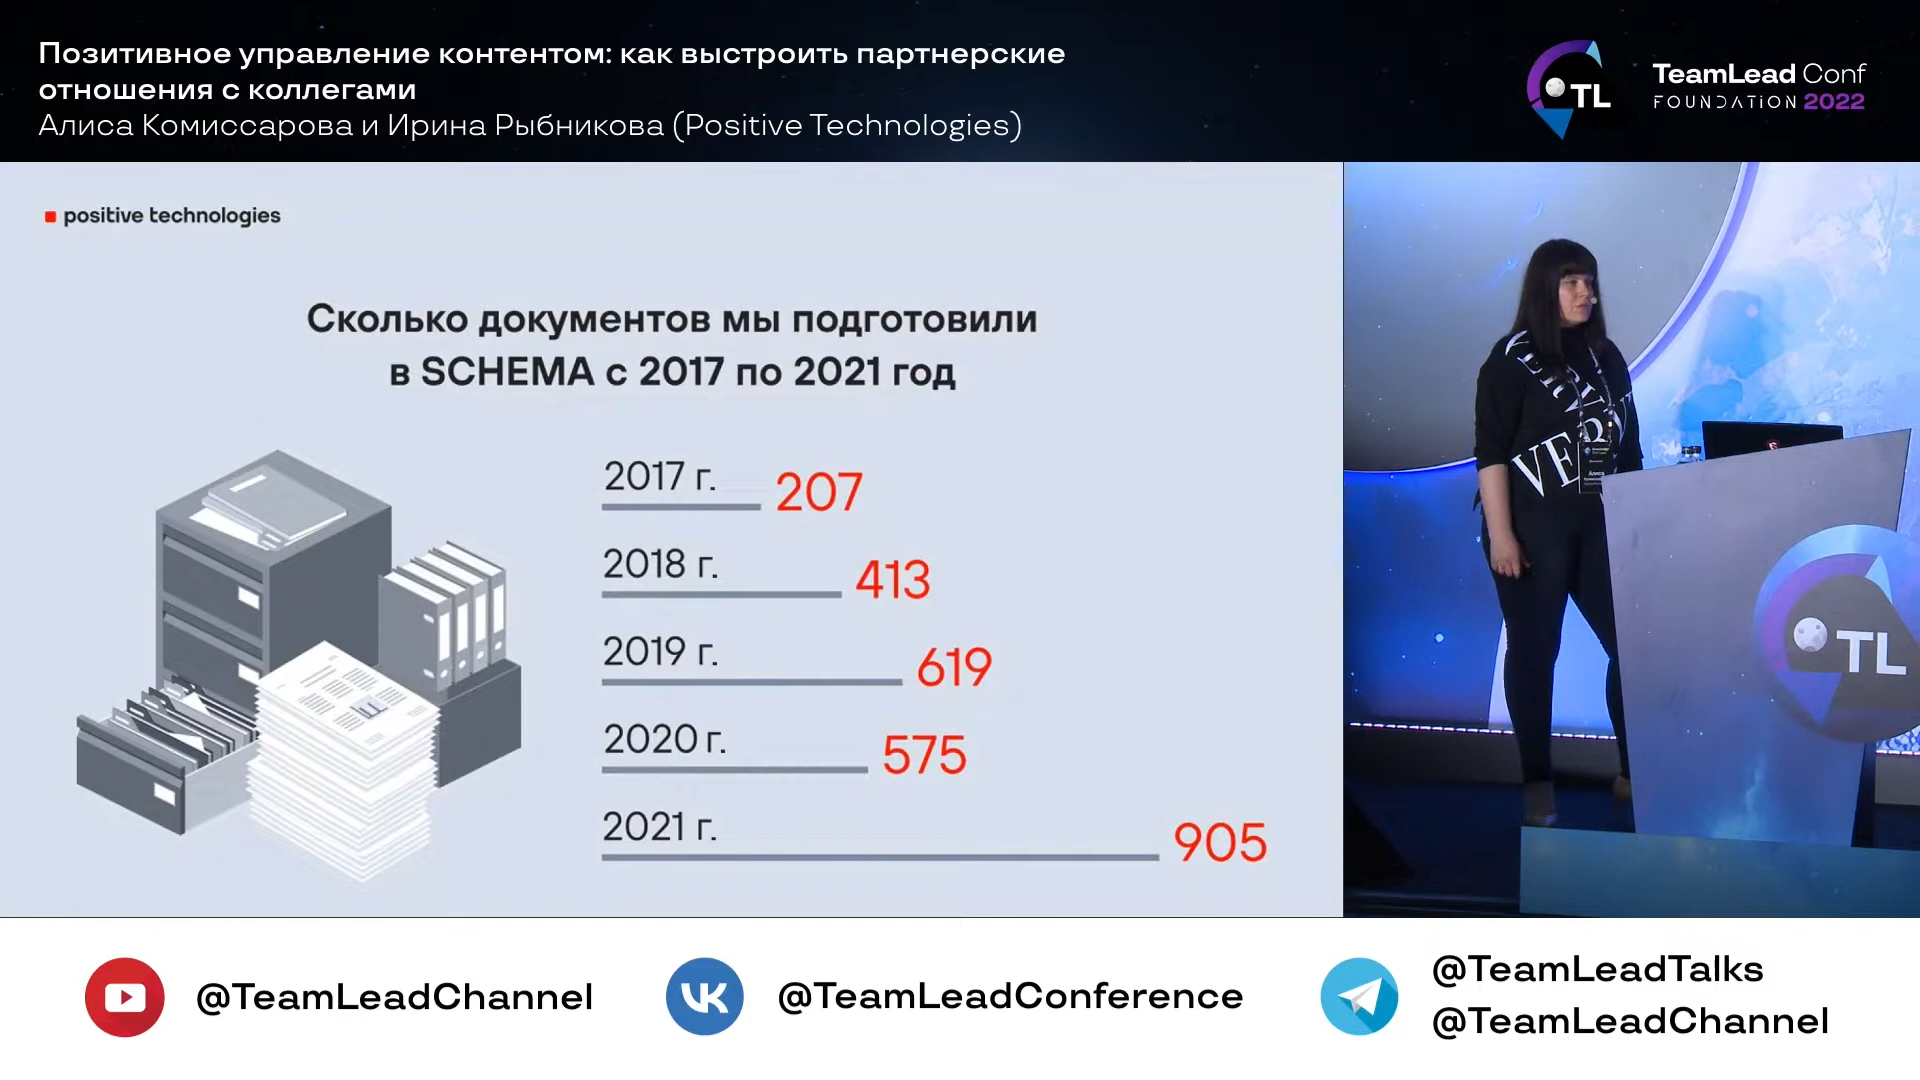 Позитивное управление контентом: как выстроить партнерские
отношения с коллегами
Алиса Комиссарова и Ирина Рыбникова (Positive Technologies)
TL
TeamLead Conf
FOUNDATION 2022
positive technologies
Сколько документов мы подготовили
в SCHEMA с 2017 по 2021 год
2017 г. 207
2018 г. 413
2019 г. 619
2020 г. 575
2021 г. 905
Алиса
TL
@TeamLeadChannel
@TeamLeadConference
@TeamLeadTalks
@TeamLeadChannel